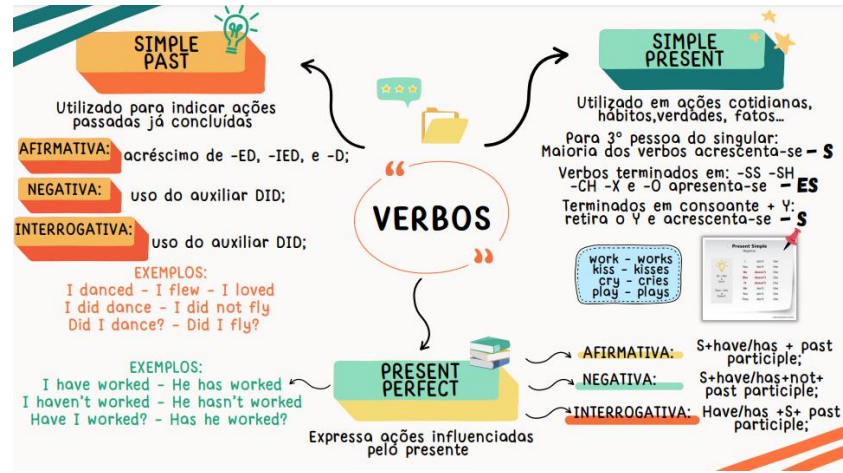 SIMPLE
PAST
Utilizado para indicar ações
passadas já concluídas
AFIRMATIVA:
acréscimo de -ED, -IED, e -D;
NEGATIVA:
uso do auxiliar DID;
INTERROGATIVA:
uso do auxiliar DID;
EXEMPLOS:
I danced - I flew - I loved
I did dance - I did not fly
Did I dance? - Did I fly?
“
VERBOS
”
SIMPLE
PRESENT
Utilizado em ações cotidianas,
hábitos,verdades, fatos...
Para 3º pessoa do singular:
Maioria dos verbos acrescenta-se - S
Verbos terminados em: -SS -SH
-CH -X e -O apresenta-se - ES
Terminados em consoante + Y:
retira o Y e acrescenta-se - S
work - works
kiss - kisses
cry - cries
play - plays
Present Simple
EXEMPLOS:
I have worked - He has worked
I haven't worked - He hasn't worked
Have I worked? - Has he worked?
PRESENT
PERFECT
Expressa ações influenciadas
pelo presente
AFIRMATIVA:
S+have/has + past
participle;
NEGATIVA:
S+have/has+not+
past participle;
INTERROGATIVA:
Have/has +S+ past
participle;